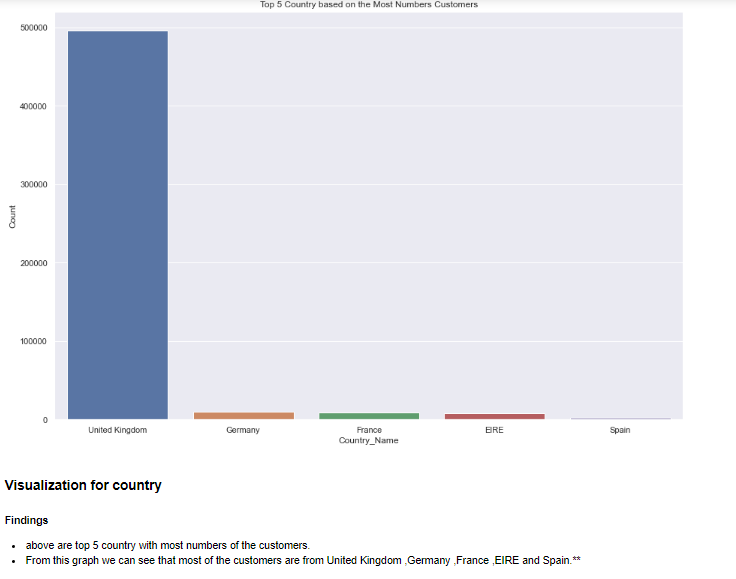 Top 5 Country based on the Most Numbers Customers
500000
400000
300000
200000
100000
0
Count
United Kingdom Germany France EIRE Spain
Country_Name
Visualization for country
Findings
• above are top 5 country with most numbers of the customers.
• From this graph we can see that most of the customers are from United Kingdom ,Germany ,France ,EIRE and Spain.**